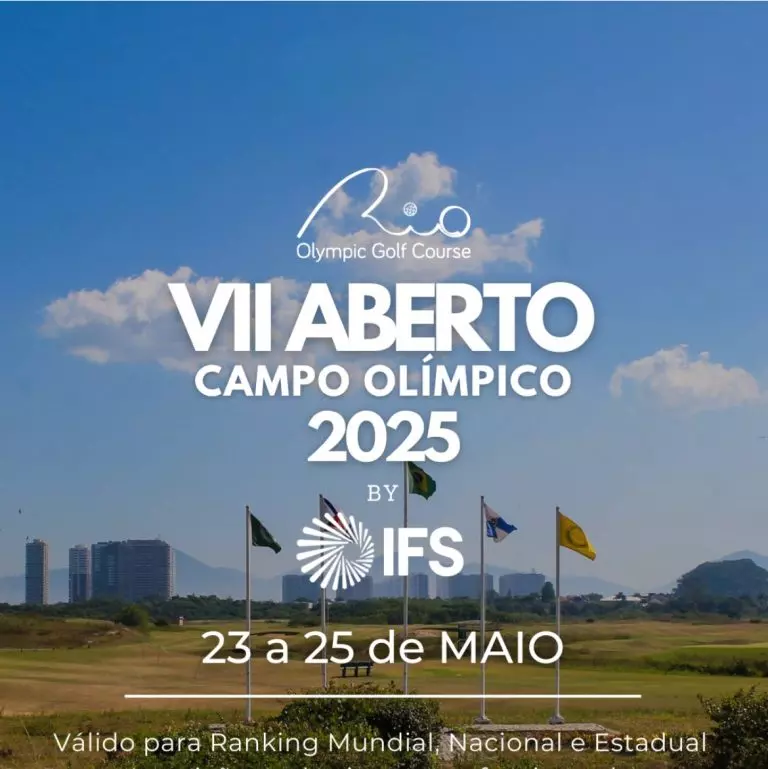 Rio
Olympic Golf Course
VII ABERTO
CAMPO OLÍMPICO
2025
BY
IFS
23 a 25 de MAIO
Válido para Ranking Mundial, Nacional e Estadual